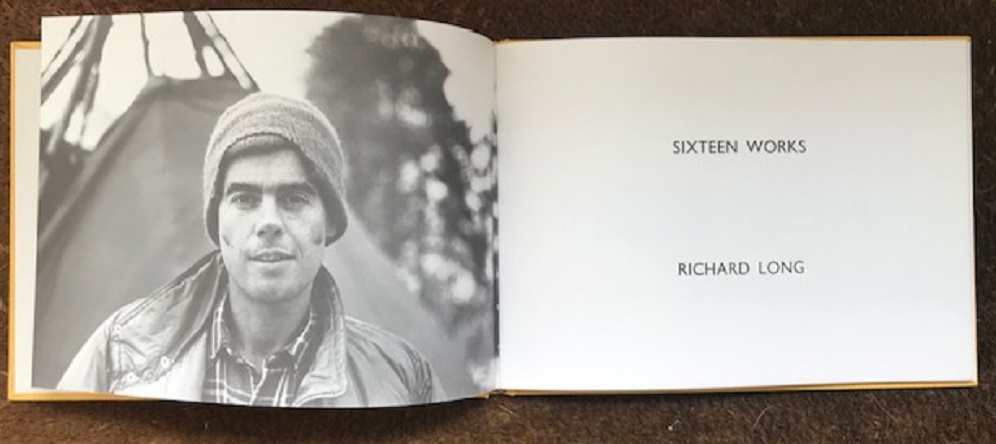 SIXTEEN WORKS
RICHARD LONG